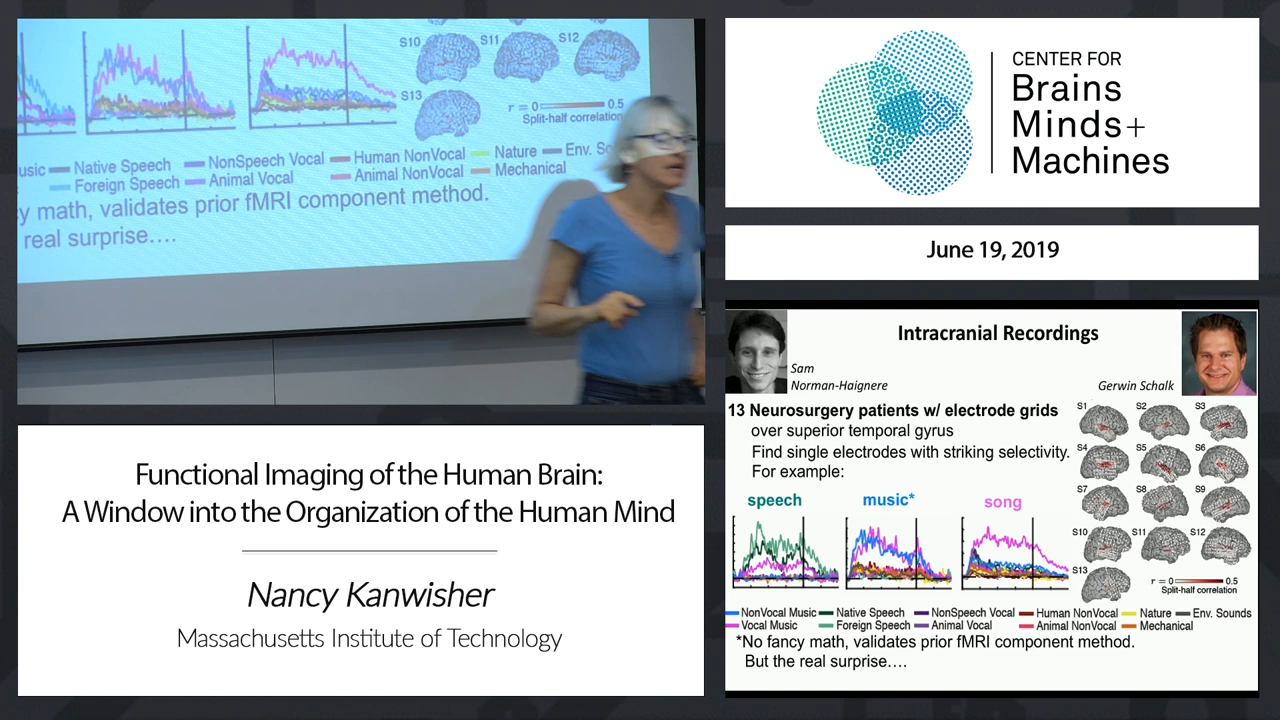 S10 S11 S12
S13
r = 0 0.5
Split-half correlation
usic Native Speech NonSpeech Vocal Human NonVocal Nature Env. So
Foreign Speech Animal Vocal Animal NonVocal Mechanical
y math, validates prior fMRI component method.
real surprise….
CENTER FOR
Brains
Minds+
Machines
June 19, 2019
Functional Imaging of the Human Brain:
A Window into the Organization of the Human Mind
Nancy Kanwisher
Massachusetts Institute of Technology
Intracranial Recordings
Sam
Norman-Haignere
Gerwin Schalk
13 Neurosurgery patients w/ electrode grids
over superior temporal gyrus
Find single electrodes with striking selectivity.
For example:
speech music* song
S1 S2 S3
S4 S5 S6
S7 S8 S9
S10 S11 S12
S13
r = 0 0.5
Split-half correlation
NonVocal Music Native Speech NonSpeech Vocal Human NonVocal Nature Env. Sounds
Vocal Music Foreign Speech Animal Vocal Animal NonVocal Mechanical
*No fancy math, validates prior fMRI component method.
But the real surprise….